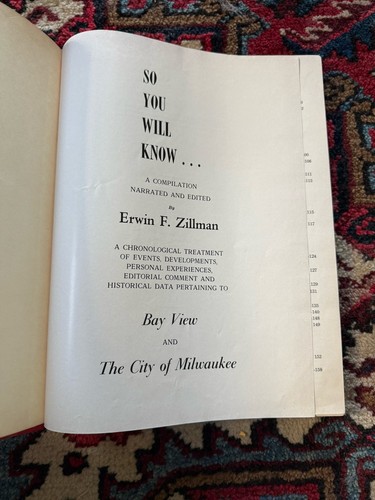 SO
YOU
WILL
KNOW . . .
A COMPILATION
NARRATED AND EDITED
By
Erwin F. Zillman
A CHRONOLOGICAL TREATMENT
OF EVENTS, DEVELOPMENTS,
PERSONAL EXPERIENCES,
EDITORIAL COMMENT AND
HISTORICAL DATA PERTAINING TO
Bay View
AND
The City of Milwaukee